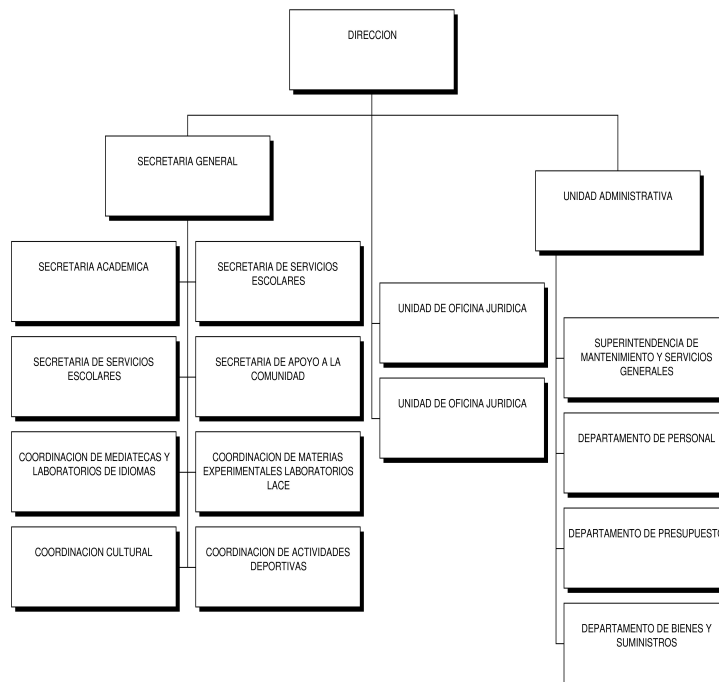 DIRECCION
SECRETARIA GENERAL
UNIDAD ADMINISTRATIVA
SECRETARIA ACADEMICA
SECRETARIA DE SERVICIOS
ESCOLARES
SECRETARIA DE SERVICIOS
ESCOLARES
SECRETARIA DE APOYO A LA
COMUNIDAD
COORDINACION DE MEDIATECAS Y
LABORATORIOS DE IDIOMAS
COORDINACION DE MATERIAS
EXPERIMENTALES LABORATORIOS
LACE
COORDINACION CULTURAL
COORDINACION DE ACTIVIDADES
DEPORTIVAS
UNIDAD DE OFICINA JURIDICA
UNIDAD DE OFICINA JURIDICA
SUPERINTENDENCIA DE
MANTENIMIENTO Y SERVICIOS
GENERALES
DEPARTAMENTO DE PERSONAL
DEPARTAMENTO DE PRESUPUESTO
DEPARTAMENTO DE BIENES Y
SUMINISTROS